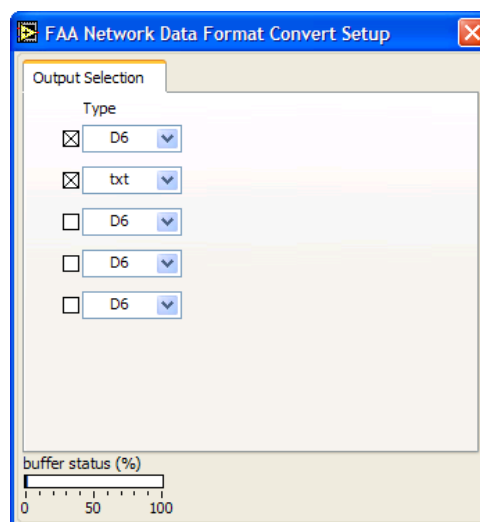 FAA Network Data Format Convert Setup
Output Selection
Type
D6
txt
D6
D6
D6
buffer status (%)
0 50 100